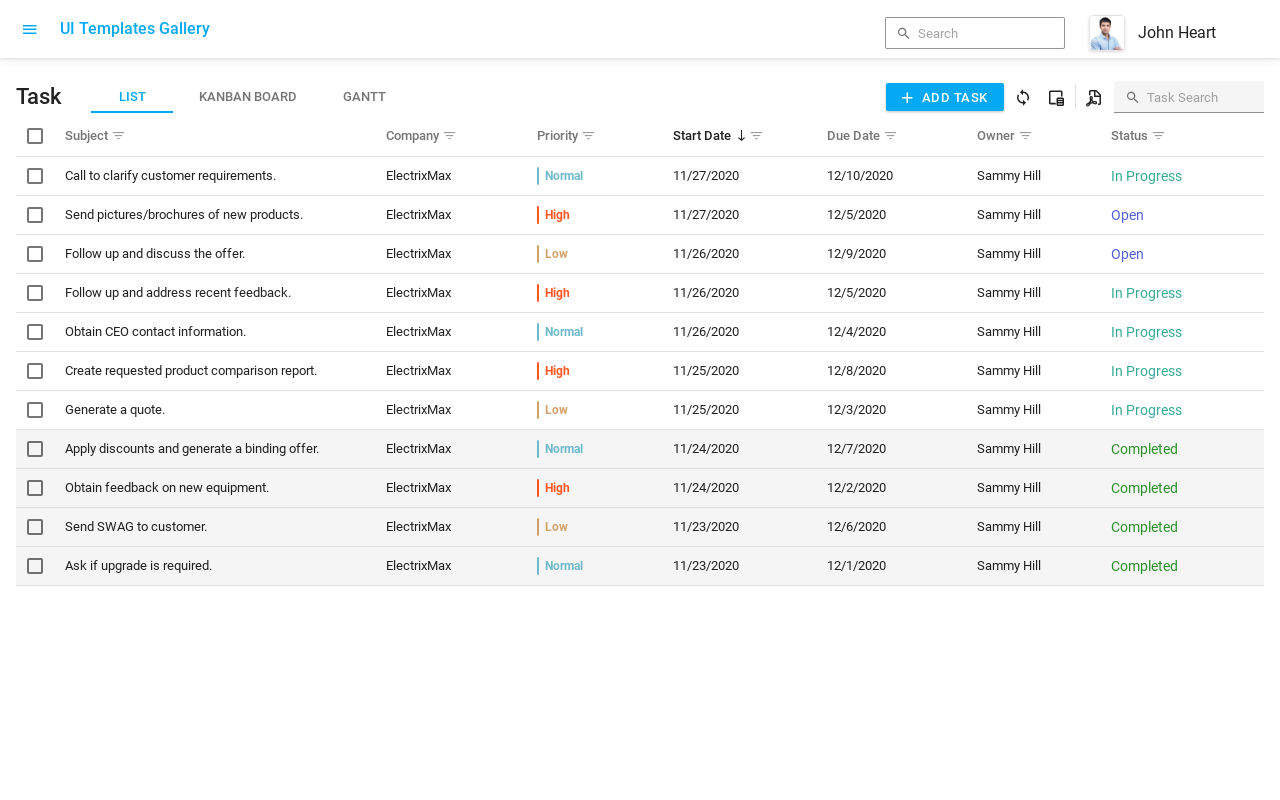 UI Templates Gallery
Search
John Heart
Task
LIST
KANBAN BOARD
GANTT
ADD TASK
Task Search
Subject Company Priority Start Date Due Date Owner Status
Call to clarify customer requirements. ElectrixMax Normal 11/27/2020 12/10/2020 Sammy Hill In Progress
Send pictures/brochures of new products. ElectrixMax High 11/27/2020 12/5/2020 Sammy Hill Open
Follow up and discuss the offer. ElectrixMax Low 11/26/2020 12/9/2020 Sammy Hill Open
Follow up and address recent feedback. ElectrixMax High 11/26/2020 12/5/2020 Sammy Hill In Progress
Obtain CEO contact information. ElectrixMax Normal 11/26/2020 12/4/2020 Sammy Hill In Progress
Create requested product comparison report. ElectrixMax High 11/25/2020 12/8/2020 Sammy Hill In Progress
Generate a quote. ElectrixMax Low 11/25/2020 12/3/2020 Sammy Hill In Progress
Apply discounts and generate a binding offer. ElectrixMax Normal 11/24/2020 12/7/2020 Sammy Hill Completed
Obtain feedback on new equipment. ElectrixMax High 11/24/2020 12/2/2020 Sammy Hill Completed
Send SWAG to customer. ElectrixMax Low 11/23/2020 12/6/2020 Sammy Hill Completed
Ask if upgrade is required. ElectrixMax Normal 11/23/2020 12/1/2020 Sammy Hill Completed